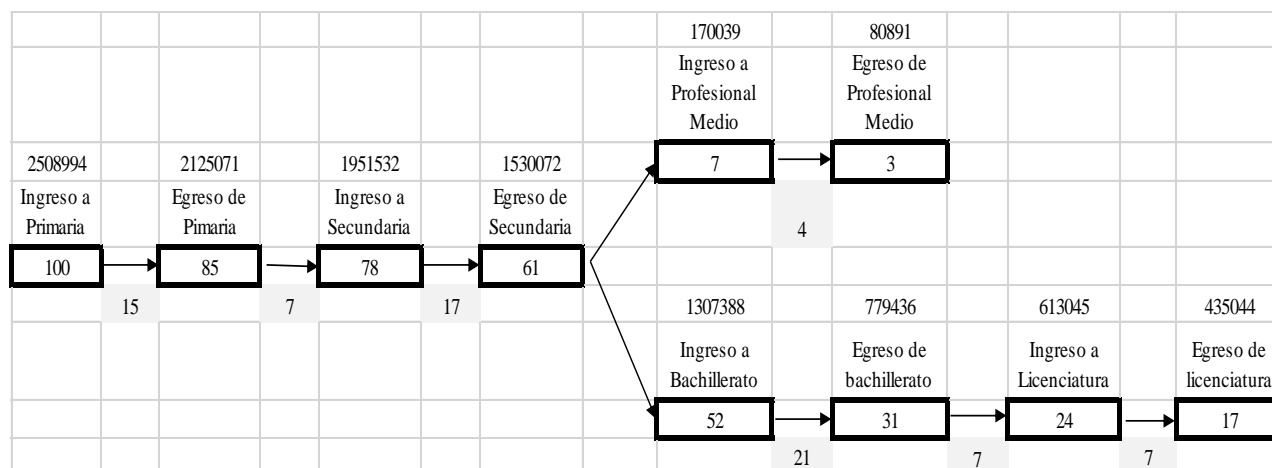 170039 80891
Ingreso a Egreso de
Profesional Profesional
Medio Medio
2508994 2125071 1951532 1530072 7 3
Ingreso a Egreso de Ingreso a Egreso de
Primaria Pimaria Secundaria Secundaria 4
100 85 78 61
15 7 17 1307388 779436 613045 435044
Ingreso a Egreso de Ingreso a Egreso de
Bachillerato bachillerato Licenciatura licenciatura
52 31 24 17
21 7 7